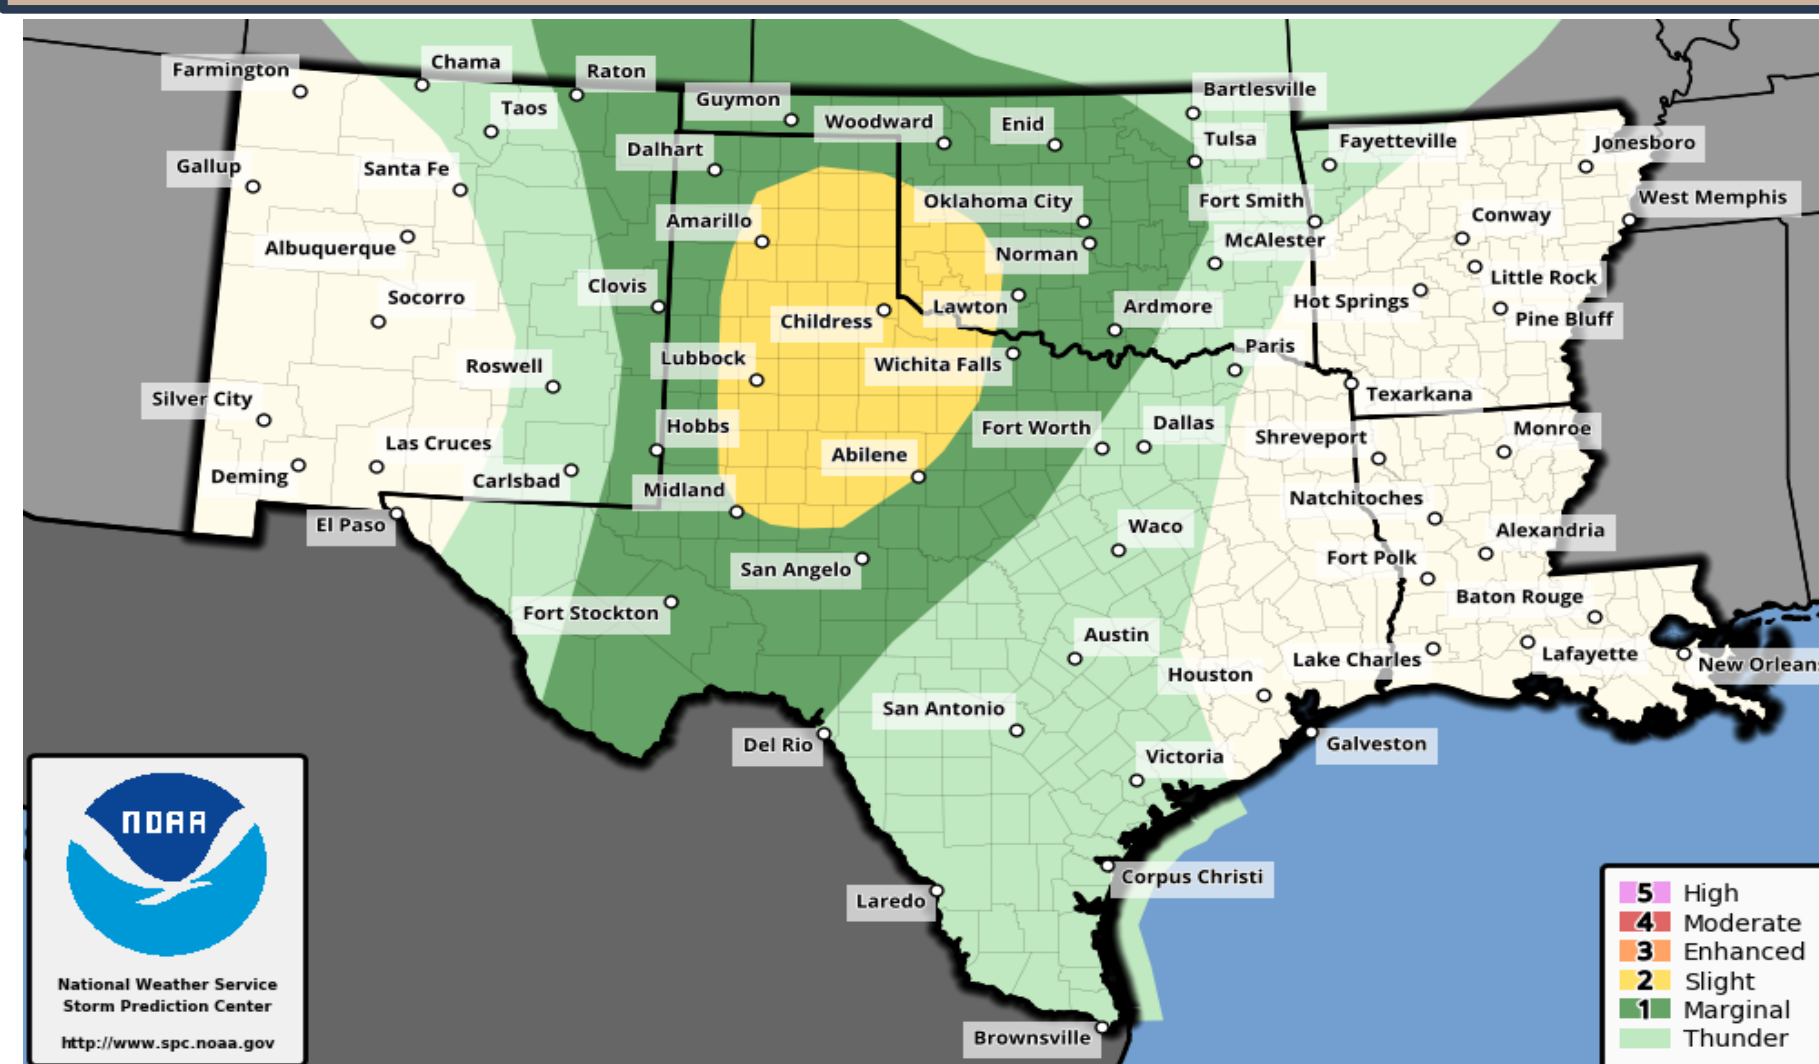 Farmington
Chama
Raton
Taos
Guymon
Woodward
Enid
Bartlesville
Tulsa
Fayetteville
Jonesboro
Gallup
Santa Fe
Dalhart
Amarillo
Oklahoma City
Fort Smith
West Memphis
Conway
Albuquerque
Norman
McAlester
Little Rock
Socorro
Clovis
Childress
Lawton
Ardmore
Hot Springs
Pine Bluff
Roswell
Lubbock
Wichita Falls
Paris
Texarkana
Silver City
Las Cruces
Hobbs
Fort Worth
Dallas
Shreveport
Monroe
Deming
Carlsbad
Midland
Abilene
Natchitoches
El Paso
Waco
Alexandria
San Angelo
Fort Polk
Fort Stockton
Baton Rouge
Austin
Lake Charles
Lafayette
New Orleans
Houston
San Antonio
Del Rio
Victoria
Galveston
Laredo
Corpus Christi
Brownsville
NOAA
National Weather Service
Storm Prediction Center
http://www.spc.noaa.gov
5 High
4 Moderate
3 Enhanced
2 Slight
1 Marginal
Thunder